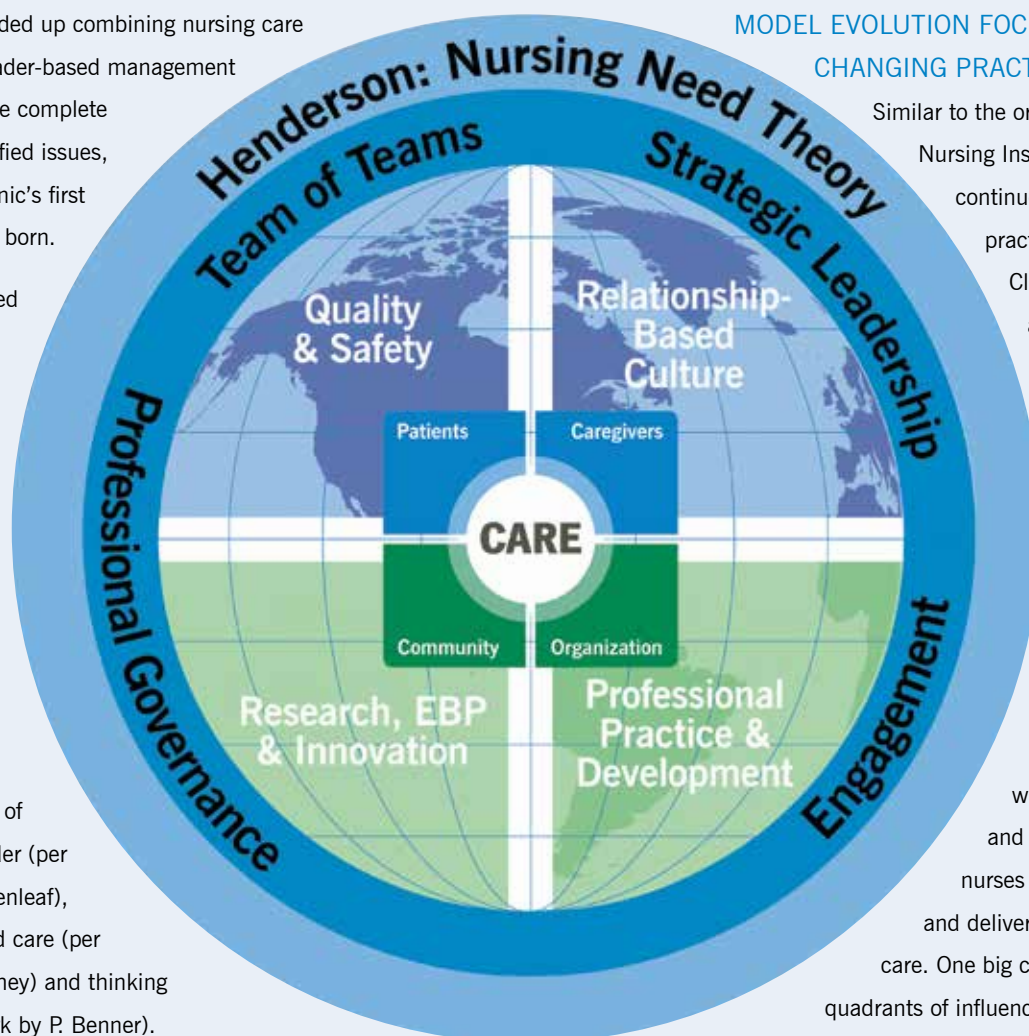 ded up combining nursing care
der-based management
e complete
fied issues,
nic's first
born.
ed
of
ler (per
enleaf),
d care (per
ney) and thinking
k by P. Benner).
Henderson: Nursing Need Theory
Team of Teams
Strategic Leadership
Professional Governance
Engagement
Quality
& Safety
Relationship-
Based
Culture
Patients
Caregivers
CARE
Community
Organization
Research, EBP
& Innovation
Professional
Practice &
Development
MODEL EVOLUTION FOC
CHANGING PRACT
Similar to the or
Nursing Ins
continu
pract
Cl
w
and
nurses
and deliver
care. One big c
quadrants of influenc